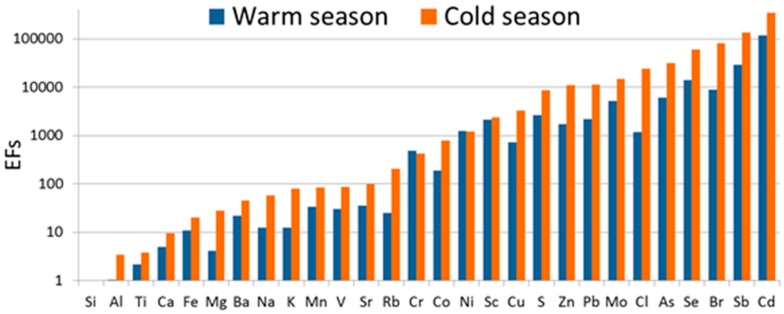 Warm season Cold season
EFs
100000
10000
1000
100
10
1
Si Al Ti Ca Fe Mg Ba Na K Mn V Sr Rb Cr Co Ni Sc Cu S Zn Pb Mo Cl As Se Br Sb Cd